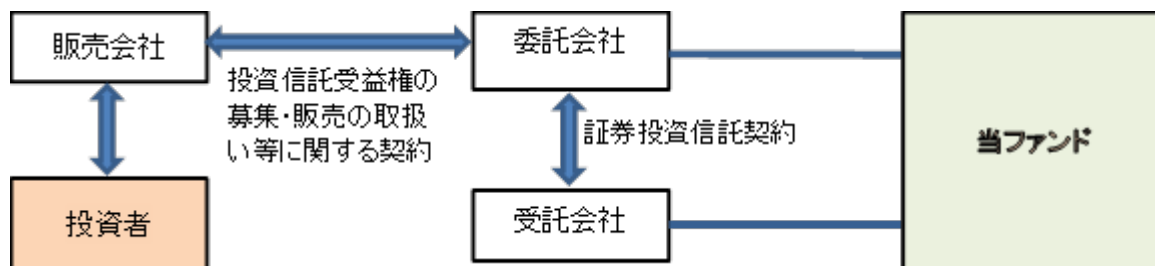 販売会社
委託会社
投資信託受益権の
募集・販売の取扱
い等に関する契約
証券投資信託契約
当ファンド
投資者
受託会社